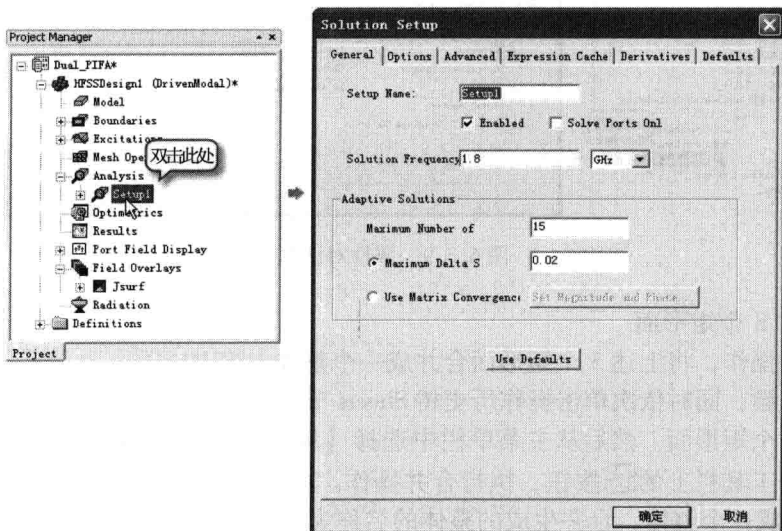 Project Manager
Dual_PIFA*
HFSSDesign1 (DrivenModal)*
Model
Boundaries
Excitations
Mesh Ope
双击此处
Analysis
Setup1
Optimetrics
Results
Port Field Display
Field Overlays
Jsurf
Radiation
Definitions
Project
Solution Setup
General Options Advanced Expression Cache Derivatives Defaults
Setup Name: Setup1
Enabled Solve Ports Onl
Solution Frequency 1.8 GHz
Adaptive Solutions
Maximum Number of 15
Maximum Delta S 0.02
Use Matrix Convergence Set Magnitude and Phase...
Use Defaults
确定 取消